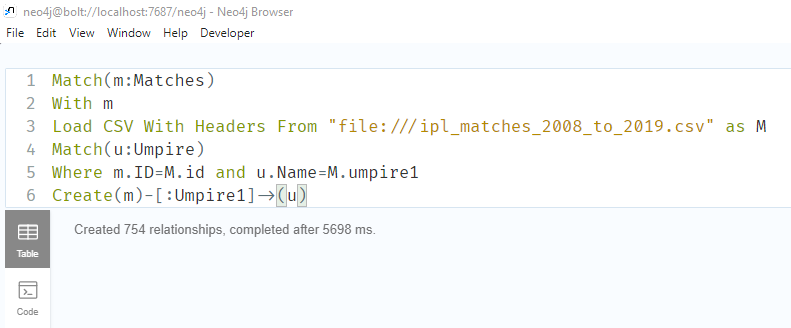 neo4j@bolt://localhost:7687/neo4j - Neo4j Browser
File Edit View Window Help Developer
1 Match(m:Matches)
2 With m
3 Load CSV With Headers From "file:///ipl_matches_2008_to_2019.csv" as M
4 Match(u:Umpire)
5 Where m.ID=M.id and u.Name=M.umpire1
6 Create(m)-[:Umpire1]->(u)
Created 754 relationships, completed after 5698 ms.
Table
Code